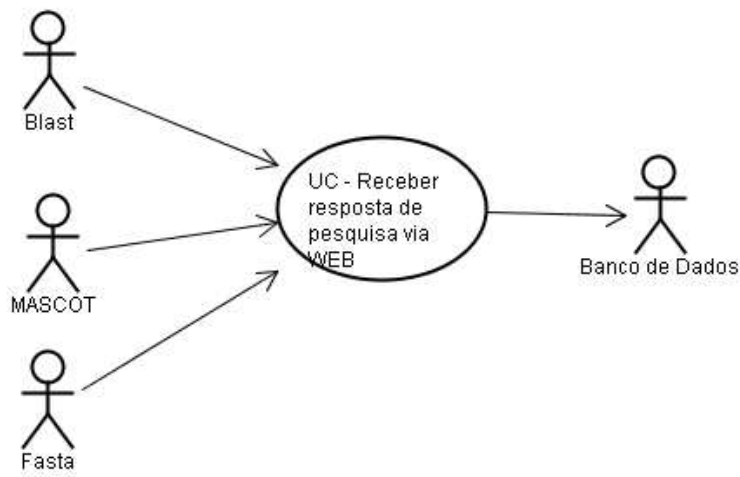 Blast
UC - Receber
resposta de
pesquisa via
WEB
MASCOT
Banco de Dados
Fasta